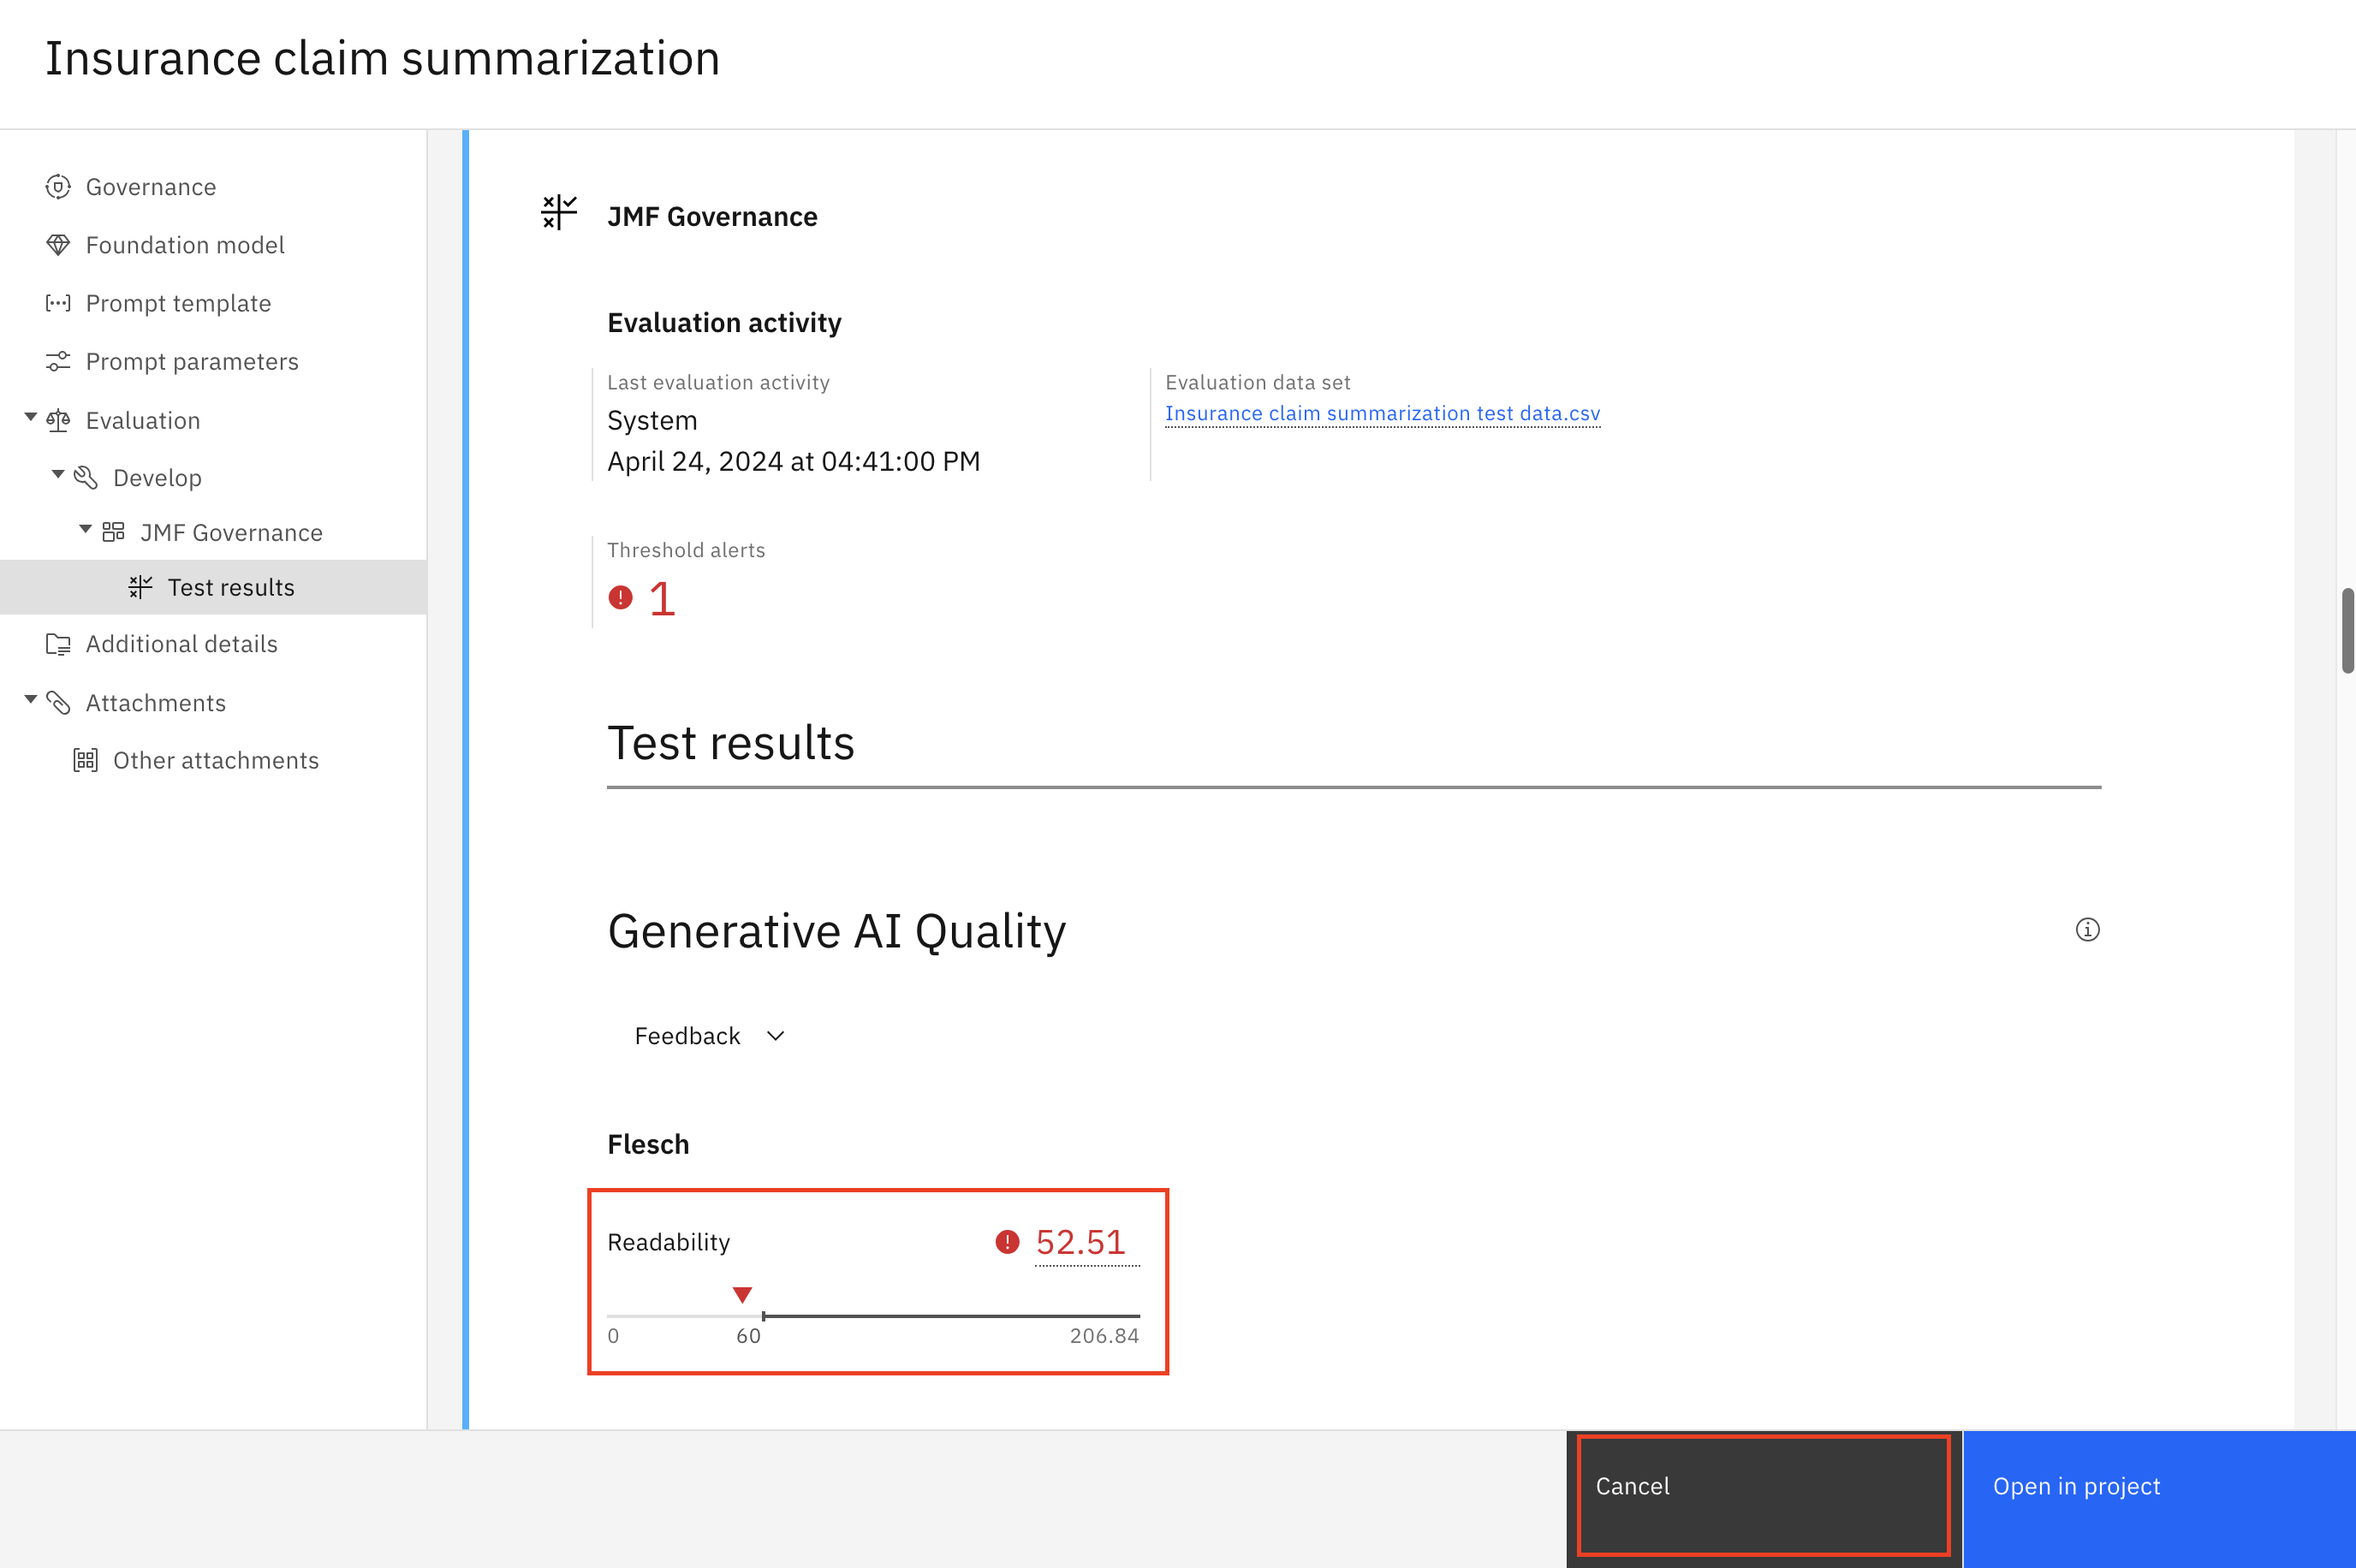 Insurance claim summarization
Governance
Foundation model
Prompt template
Prompt parameters
Evaluation
Develop
JMF Governance
Test results
Additional details
Attachments
Other attachments
JMF Governance
Evaluation activity
Last evaluation activity
System
April 24, 2024 at 04:41:00 PM
Evaluation data set
Insurance claim summarization test data.csv
Threshold alerts
1
Test results
Generative AI Quality
Feedback
Flesch
Readability
52.51
0
60
206.84
Cancel
Open in project